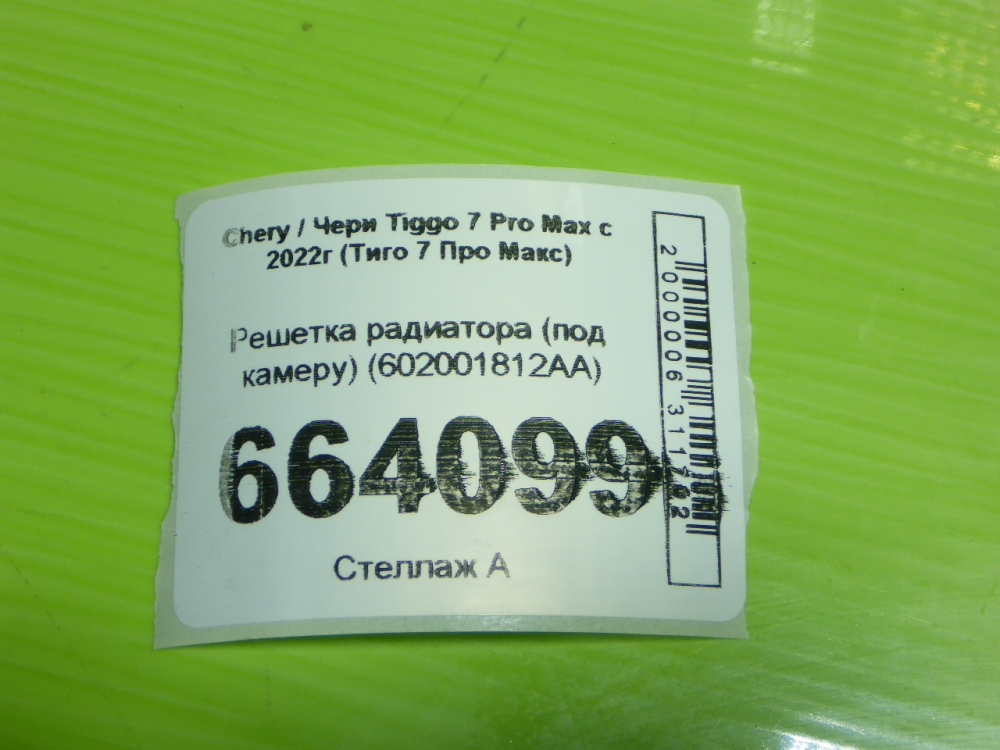 Chery / Чери Tiggo 7 Pro Max с
2022г (Тиго 7 Про Макс)
Решетка радиатора (под
камеру) (602001812AA)
664099
Стеллаж А